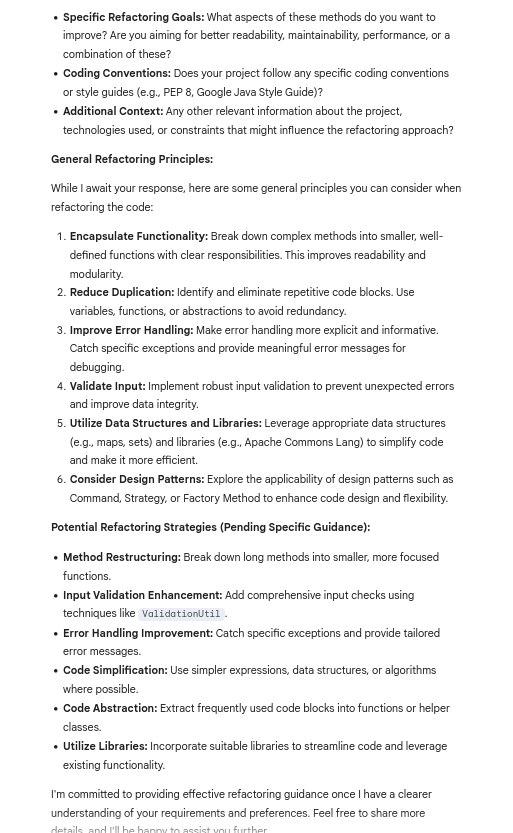 • Specific Refactoring Goals: What aspects of these methods do you want to
improve? Are you aiming for better readability, maintainability, performance, or a
combination of these?
• Coding Conventions: Does your project follow any specific coding conventions
or style guides (e.g., PEP 8, Google Java Style Guide)?
• Additional Context: Any other relevant information about the project,
technologies used, or constraints that might influence the refactoring approach?
General Refactoring Principles:
While I await your response, here are some general principles you can consider when
refactoring the code:
1. Encapsulate Functionality: Break down complex methods into smaller, well-
defined functions with clear responsibilities. This improves readability and
modularity.
2. Reduce Duplication: Identify and eliminate repetitive code blocks. Use
variables, functions, or abstractions to avoid redundancy.
3. Improve Error Handling: Make error handling more explicit and informative.
Catch specific exceptions and provide meaningful error messages for
debugging.
4. Validate Input: Implement robust input validation to prevent unexpected errors
and improve data integrity.
5. Utilize Data Structures and Libraries: Leverage appropriate data structures
(e.g., maps, sets) and libraries (e.g., Apache Commons Lang) to simplify code
and make it more efficient.
6. Consider Design Patterns: Explore the applicability of design patterns such as
Command, Strategy, or Factory Method to enhance code design and flexibility.
Potential Refactoring Strategies (Pending Specific Guidance):
• Method Restructuring: Break down long methods into smaller, more focused
functions.
• Input Validation Enhancement: Add comprehensive input checks using
techniques like ValidationUtil.
• Error Handling Improvement: Catch specific exceptions and provide tailored
error messages.
• Code Simplification: Use simpler expressions, data structures, or algorithms
where possible.
• Code Abstraction: Extract frequently used code blocks into functions or helper
classes.
• Utilize Libraries: Incorporate suitable libraries to streamline code and leverage
existing functionality.
I'm committed to providing effective refactoring guidance once I have a clearer
understanding of your requirements and preferences. Feel free to share more
details, and I'll be happy to assist you further.